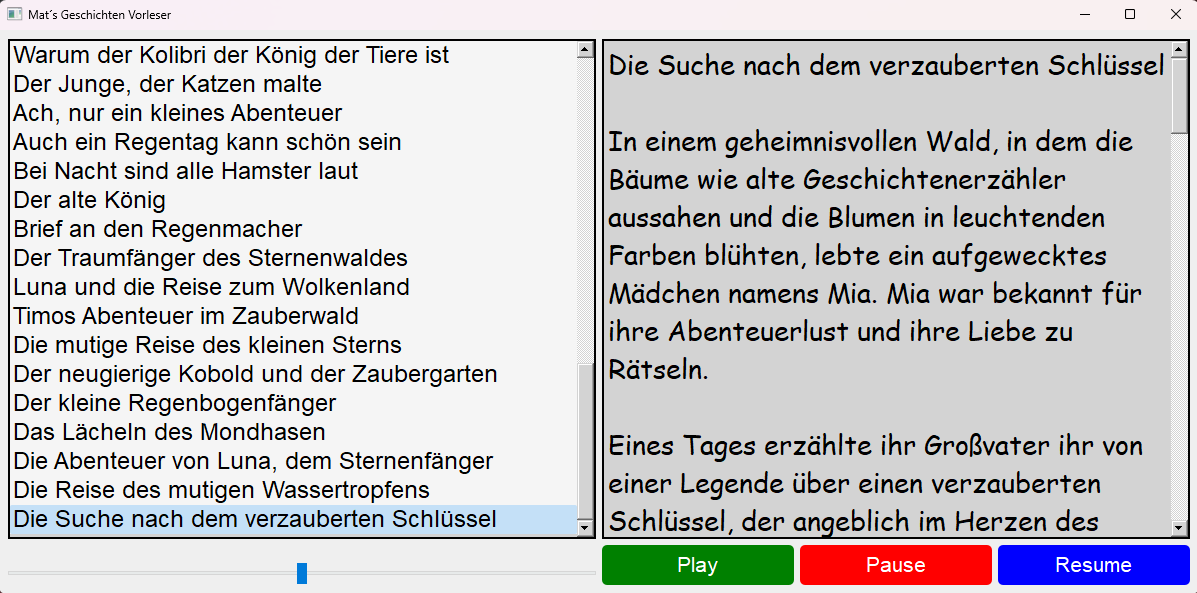 Mat´s Geschichten Vorleser
Warum der Kolibri der König der Tiere ist
Der Junge, der Katzen malte
Ach, nur ein kleines Abenteuer
Auch ein Regentag kann schön sein
Bei Nacht sind alle Hamster laut
Der alte König
Brief an den Regenmacher
Der Traumfänger des Sternenwaldes
Luna und die Reise zum Wolkenland
Timos Abenteuer im Zauberwald
Die mutige Reise des kleinen Sterns
Der neugierige Kobold und der Zaubergarten
Der kleine Regenbogenfänger
Das Lächeln des Mondhasen
Die Abenteuer von Luna, dem Sternenfänger
Die Reise des mutigen Wassertropfens
Die Suche nach dem verzauberten Schlüssel
Die Suche nach dem verzauberten Schlüssel
In einem geheimnisvollen Wald, in dem die
Bäume wie alte Geschichtenerzähler
aussahen und die Blumen in leuchtenden
Farben blühten, lebte ein aufgewecktes
Mädchen namens Mia. Mia war bekannt für
ihre Abenteuerlust und ihre Liebe zu
Rätseln.
Eines Tages erzählte ihr Großvater ihr von
einer Legende über einen verzauberten
Schlüssel, der angeblich im Herzen des
Play
Pause
Resume